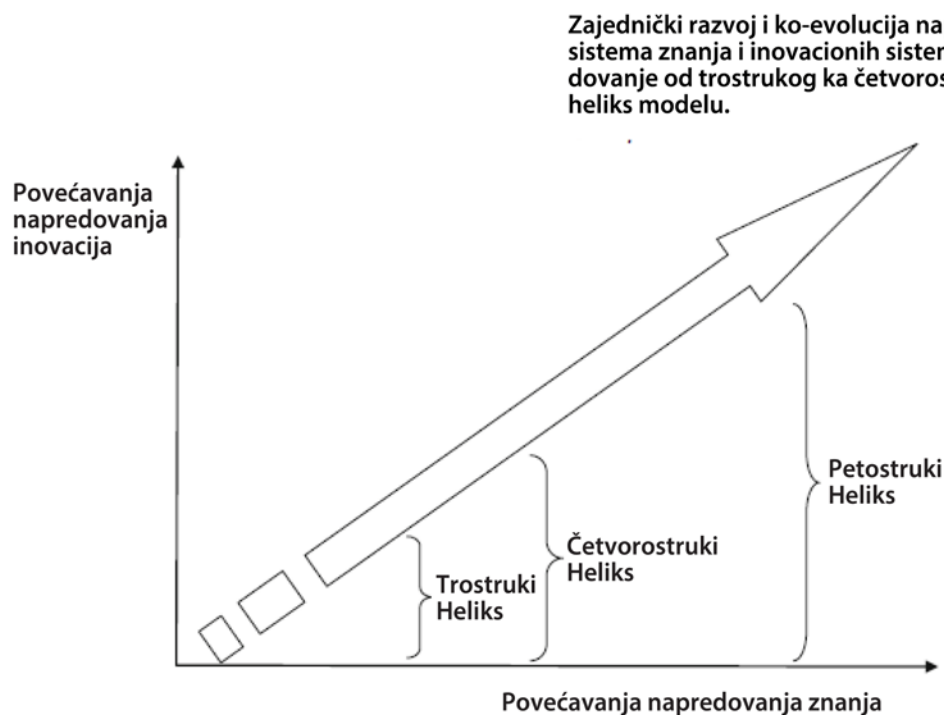 Zajednički razvoj i ko-evolucija na
sistema znanja i inovacionih sistem
dovanje od trostrukog ka četvoros
heliks modelu.
Povećavanja
napredovanja
inovacija
Petostruki
Heliks
Četvorostruki
Heliks
Trostruki
Heliks
Povećavanja napredovanja znanja